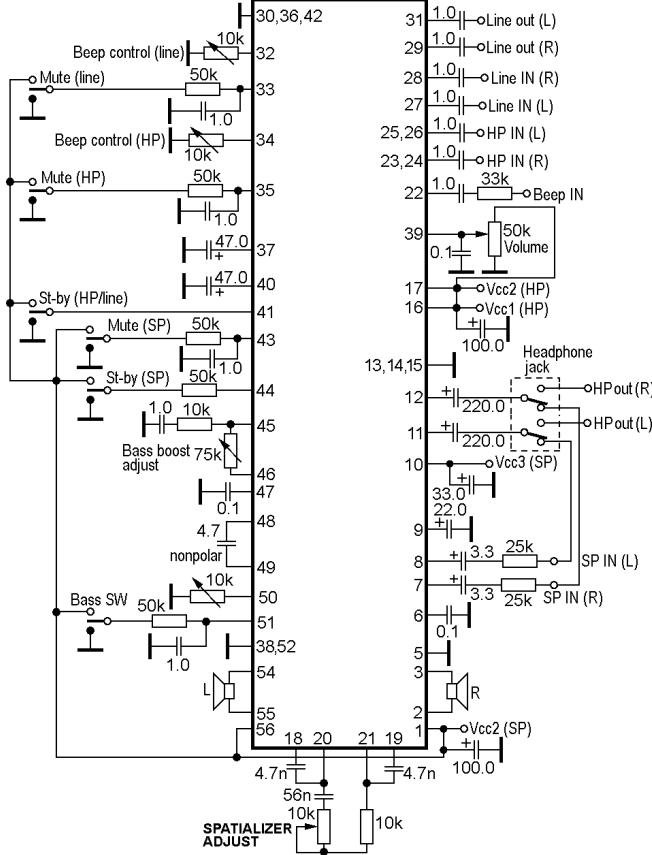 30,36,42
10k
Beep control (line)
32
Mute (line)
50k
33
1.0
Beep control (HP)
34
10k
Mute (HP)
50k
35
1.0
47.0
+
37
47.0
+
40
St-by (HP/line)
41
Mute (SP)
50k
43
1.0
St-by (SP)
50k
44
1.0
10k
45
Bass boost
adjust
75k
46
47
0.1
48
4.7
nonpolar
49
10k
50
Bass SW
50k
51
1.0
38,52
54
L
55
56
31
1.0
Line out (L)
29
1.0
Line out (R)
28
1.0
Line IN (R)
27
1.0
Line IN (L)
25,26
1.0
HP IN (L)
23,24
1.0
HP IN (R)
22
1.0
33k
Beep IN
39
0.1
50k
Volume
17
Vcc2 (HP)
16
Vcc1 (HP)
+
100.0
13,14,15
Headphone
jack
12
+
220.0
HP out (R)
11
+
220.0
HP out (L)
10
Vcc3 (SP)
+
33.0
22.0
9
+
8
+
3.3
25k
SP IN (L)
7
+
3.3
25k
SP IN (R)
6
0.1
5
3
R
2
1
Vcc2 (SP)
+
100.0
18
20
21
19
4.7n
4.7n
56n
10k
10k
SPATIALIZER
ADJUST